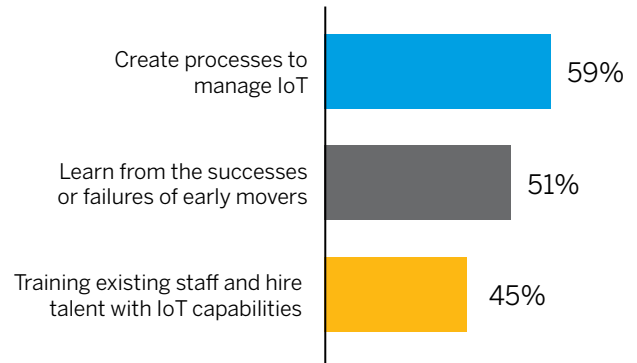 Create processes to
manage IoT
59%
Learn from the successes
or failures of early movers
51%
Training existing staff and hire
talent with IoT capabilities
45%